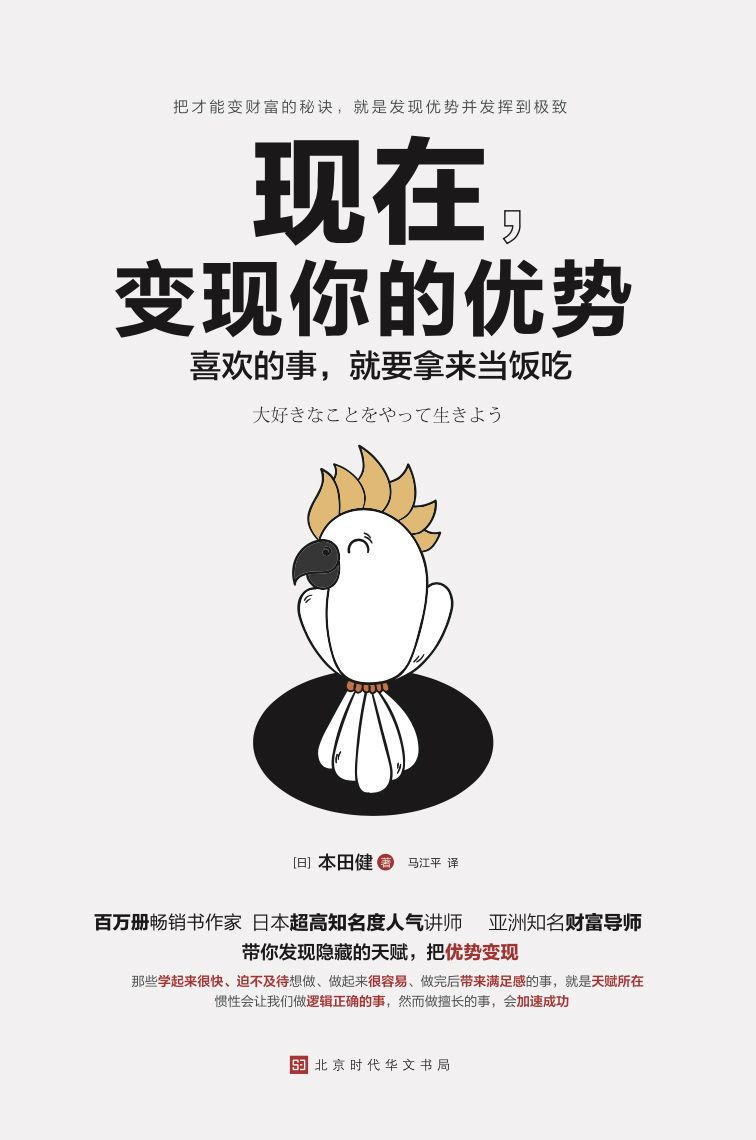 把才能变财富的秘诀，就是发现优势并发挥到极致
现在，
变现你的优势
喜欢的事，就要拿来当饭吃
大好きなことをやって生きよう
[日] 本田健 著 马江平 译
百万册畅销书作家 日本超高知名度人气讲师 亚洲知名财富导师
带你发现隐藏的天赋，把优势变现
那些学起来很快、迫不及待想做、做起来很容易、做完后带来满足感的事，就是天赋所在
惯性会让我们做逻辑正确的事，然而做擅长的事，会加速成功
北京时代华文书局